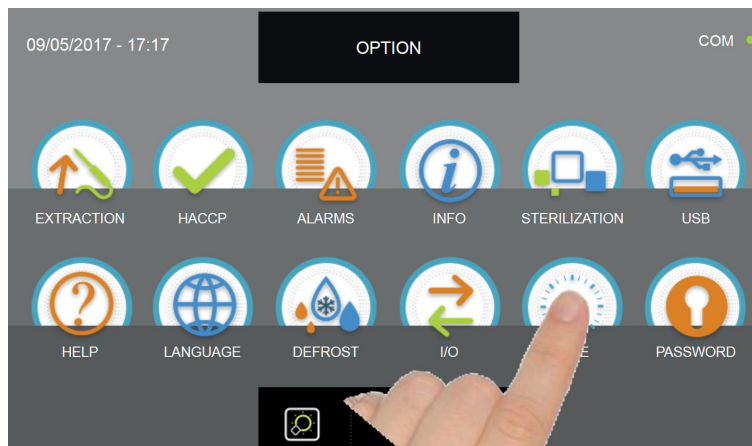 09/05/2017 - 17:17
OPTION
COM
EXTRACTION
HACCP
ALARMS
INFO
STERILIZATION
USB
HELP
LANGUAGE
DEFROST
I/O
PASSWORD